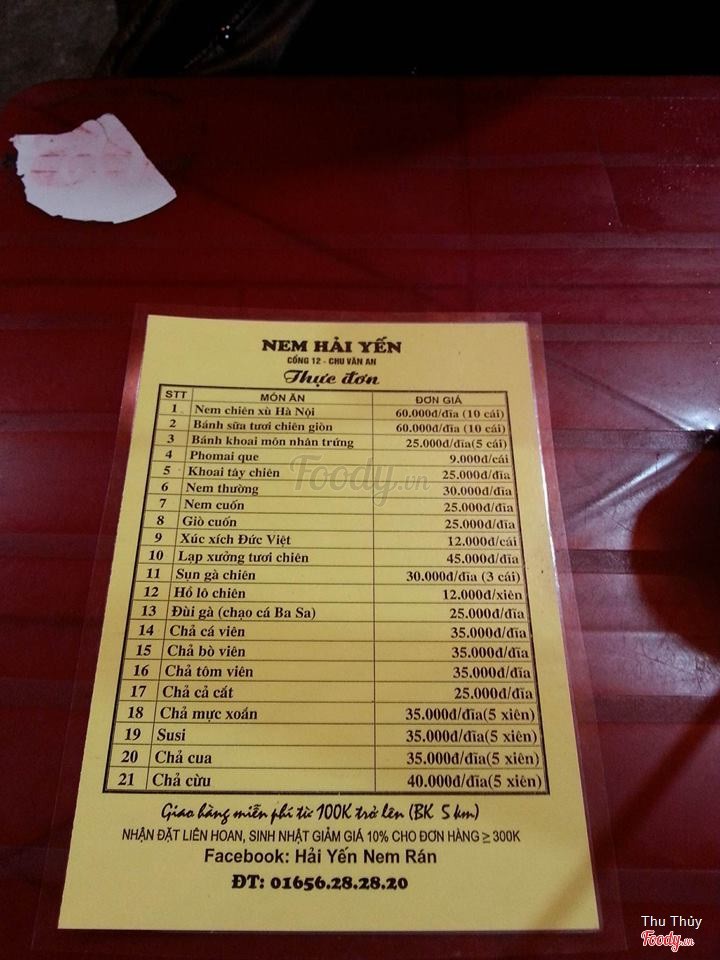 NEM HẢI YẾN
CỔNG 12 - CHU VĂN AN
Thực đơn
STT MÓN ĂN ĐƠN GIÁ
1 Nem chiên xù Hà Nội 60.000đ/đĩa (10 cái)
2 Bánh sữa tươi chiên giòn 60.000đ/đĩa (10 cái)
3 Bánh khoai môn nhân trứng 25.000đ/đĩa(5 cái)
4 Phomai que 9.000đ/cái
5 Khoai tây chiên 25.000đ/đĩa
6 Nem thường 30.000đ/đĩa
7 Nem cuốn 25.000đ/đĩa
8 Giò cuốn 25.000đ/đĩa
9 Xúc xích Đức Việt 12.000đ/cái
10 Lạp xưởng tươi chiên 45.000đ/đĩa
11 Sụn gà chiên 30.000đ/đĩa (3 cái)
12 Hồ lô chiên 12.000đ/xiên
13 Đùi gà (chạo cá Ba Sa) 25.000đ/đĩa
14 Chả cá viên 35.000đ/đĩa
15 Chả bò viên 35.000đ/đĩa
16 Chả tôm viên 35.000đ/đĩa
17 Chả cả cắt 25.000đ/đĩa
18 Chả mực xoắn 35.000đ/đĩa(5 xiên)
19 Susi 35.000đ/đĩa(5 xiên)
20 Chả cua 35.000đ/đĩa(5 xiên)
21 Chả cừu 40.000đ/đĩa(5 xiên)
Giao hàng miễn phí từ 100K trở lên (BK 5 km)
NHẬN ĐẶT LIÊN HOAN, SINH NHẬT GIẢM GIÁ 10% CHO ĐƠN HÀNG ≥ 300K
Facebook: Hải Yến Nem Rán
ĐT: 01656.28.28.20
Foody.vn
Thu Thủy
Foody.vn